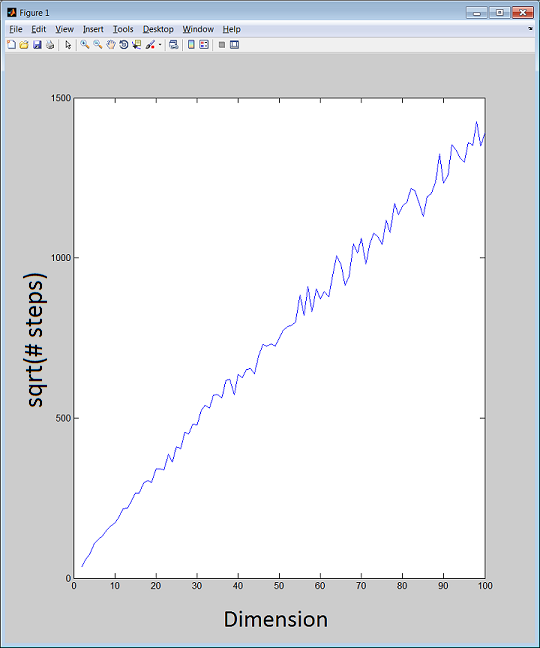 Figure 1
File Edit View Insert Tools Desktop Window Help
1500
1000
500
0
sqrt(# steps)
0 10 20 30 40 50 60 70 80 90 100
Dimension